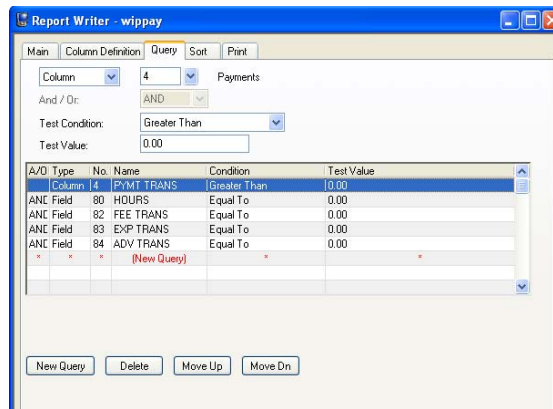 Report Writer - wippay
Main Column Definition Query Sort Print
Column 4 Payments
And / Or: AND
Test Condition: Greater Than
Test Value: 0.00
A/O Type No. Name Condition Test Value
Column 4 PYMT TRANS Greater Than 0.00
AND Field 80 HOURS Equal To 0.00
AND Field 82 FEE TRANS Equal To 0.00
AND Field 83 EXP TRANS Equal To 0.00
AND Field 84 ADV TRANS Equal To 0.00
* * * (New Query) * *
New Query Delete Move Up Move Dn